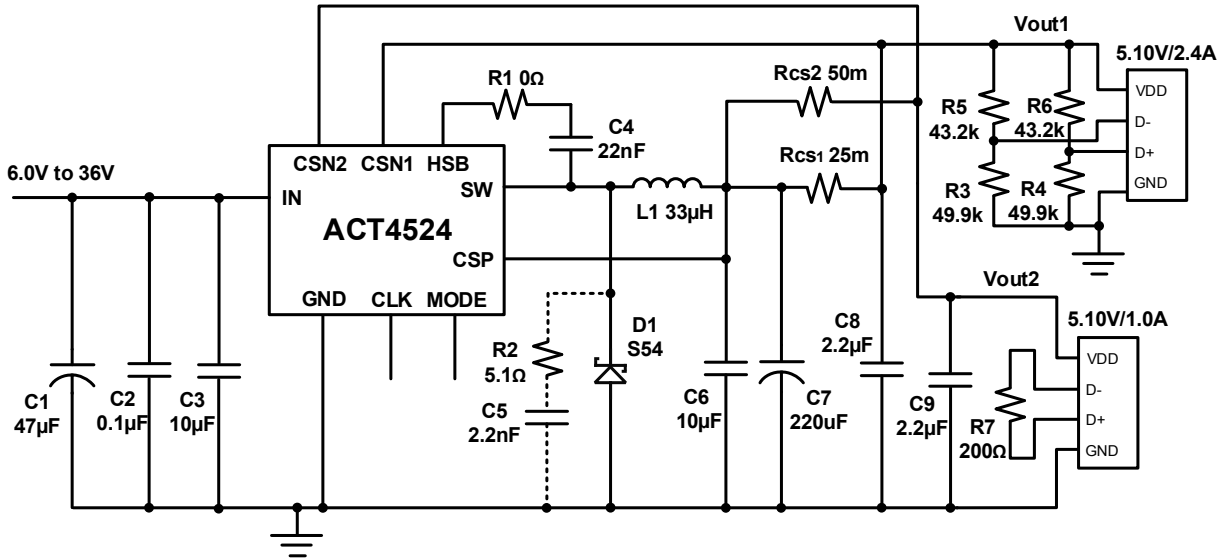 Vout1
5.10V/2.4A
R1 0Ω
Rcs2 50m
R5
43.2k
R6
43.2k
VDD
D-
D+
GND
C4
22nF
CSN2
CSN1
HSB
6.0V to 36V
IN
SW
Rcs1 25m
R3
49.9k
R4
49.9k
L1 33µH
ACT4524
CSP
GND
CLK
MODE
Vout2
5.10V/1.0A
R2
5.1Ω
D1
S54
C8
2.2µF
VDD
D-
D+
GND
C1
47µF
C2
0.1µF
C3
10µF
C5
2.2nF
C6
10µF
C7
220uF
C9
2.2µF
R7
200Ω